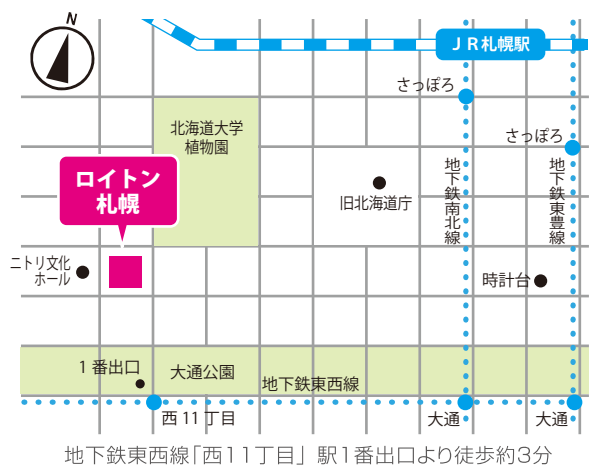 N
JR札幌駅
さっぽろ
北海道大学
植物園
さっぽろ
地下鉄南北線
地下鉄東豊線
ロイトン
札幌
旧北海道庁
ニトリ文化
ホール
時計台
1番出口
大通公園
地下鉄東西線
西11丁目
大通
大通
地下鉄東西線「西11丁目」駅1番出口より徒歩約3分